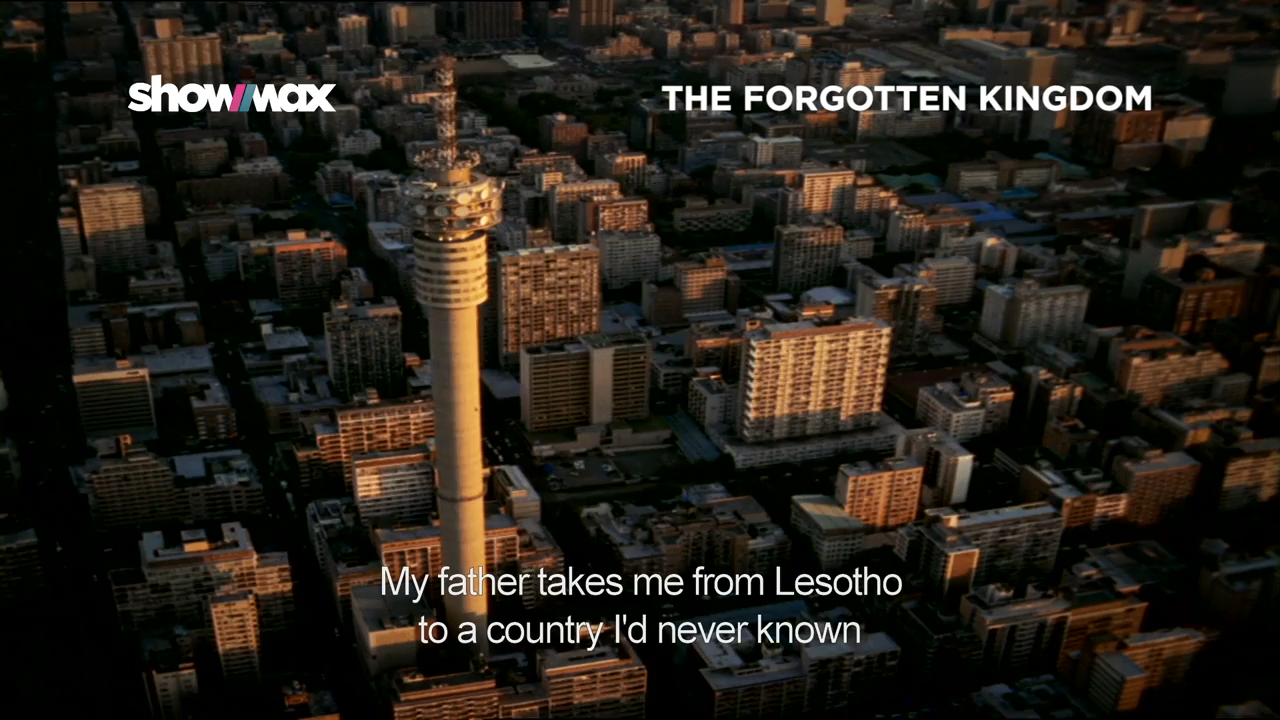 showmax
THE FORGOTTEN KINGDOM
My father takes me from Lesotho
to a country I'd never known